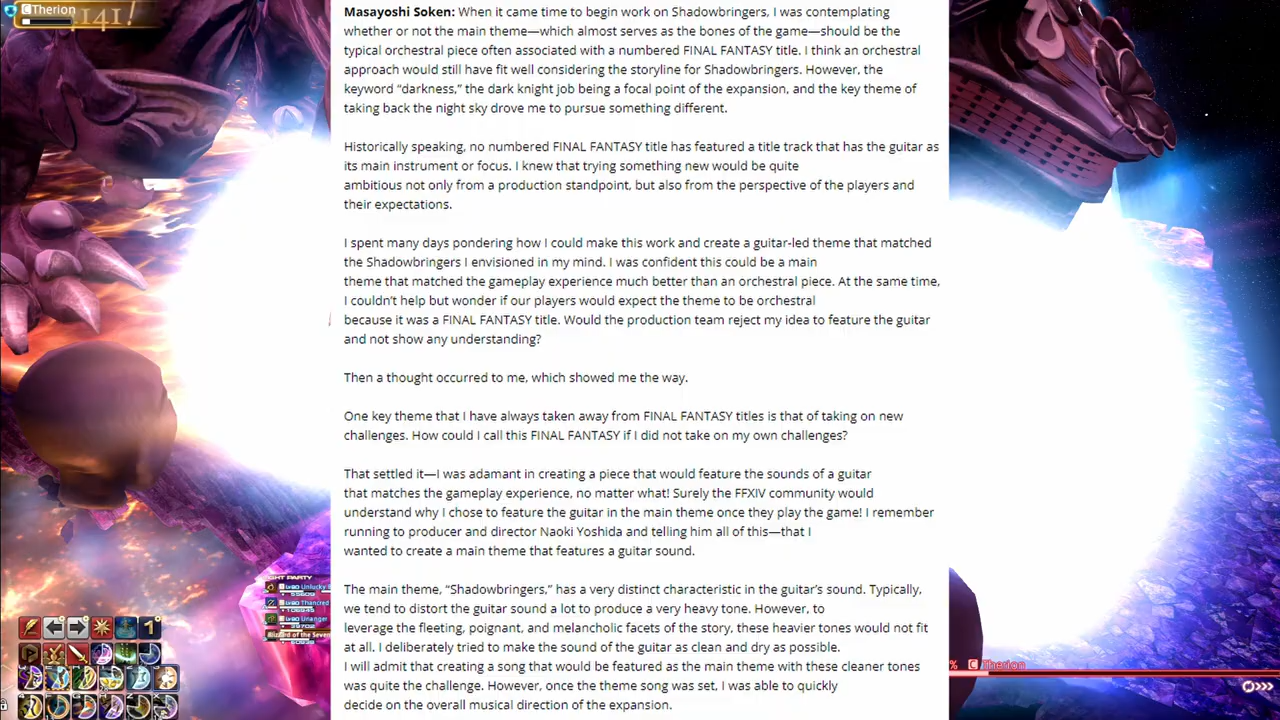 Therion
4141!
Masayoshi Soken: When it came time to begin work on Shadowbringers, I was contemplating
whether or not the main theme—which almost serves as the bones of the game—should be the
typical orchestral piece often associated with a numbered FINAL FANTASY title. I think an orchestral
approach would still have fit well considering the storyline for Shadowbringers. However, the
keyword “darkness,” the dark knight job being a focal point of the expansion, and the key theme of
taking back the night sky drove me to pursue something different.
Historically speaking, no numbered FINAL FANTASY title has featured a title track that has the guitar as
its main instrument or focus. I knew that trying something new would be quite
ambitious not only from a production standpoint, but also from the perspective of the players and
their expectations.
I spent many days pondering how I could make this work and create a guitar-led theme that matched
the Shadowbringers I envisioned in my mind. I was confident this could be a main
theme that matched the gameplay experience much better than an orchestral piece. At the same time,
I couldn’t help but wonder if our players would expect the theme to be orchestral
because it was a FINAL FANTASY title. Would the production team reject my idea to feature the guitar
and not show any understanding?
Then a thought occurred to me, which showed me the way.
One key theme that I have always taken away from FINAL FANTASY titles is that of taking on new
challenges. How could I call this FINAL FANTASY if I did not take on my own challenges?
That settled it—I was adamant in creating a piece that would feature the sounds of a guitar
that matches the gameplay experience, no matter what! Surely the FFXIV community would
understand why I chose to feature the guitar in the main theme once they play the game! I remember
running to producer and director Naoki Yoshida and telling him all of this—that I
wanted to create a main theme that features a guitar sound.
The main theme, “Shadowbringers,” has a very distinct characteristic in the guitar’s sound. Typically,
we tend to distort the guitar sound a lot to produce a very heavy tone. However, to
leverage the fleeting, poignant, and melancholic facets of the story, these heavier tones would not fit
at all. I deliberately tried to make the sound of the guitar as clean and dry as possible.
I will admit that creating a song that would be featured as the main theme with these cleaner tones
was quite the challenge. However, once the theme song was set, I was able to quickly
decide on the overall musical direction of the expansion.
GHT PARTY
Lv80 Unlucky
Lv80 Thancred
Lv80 Urianger
Wizard of the Seven
% Therion